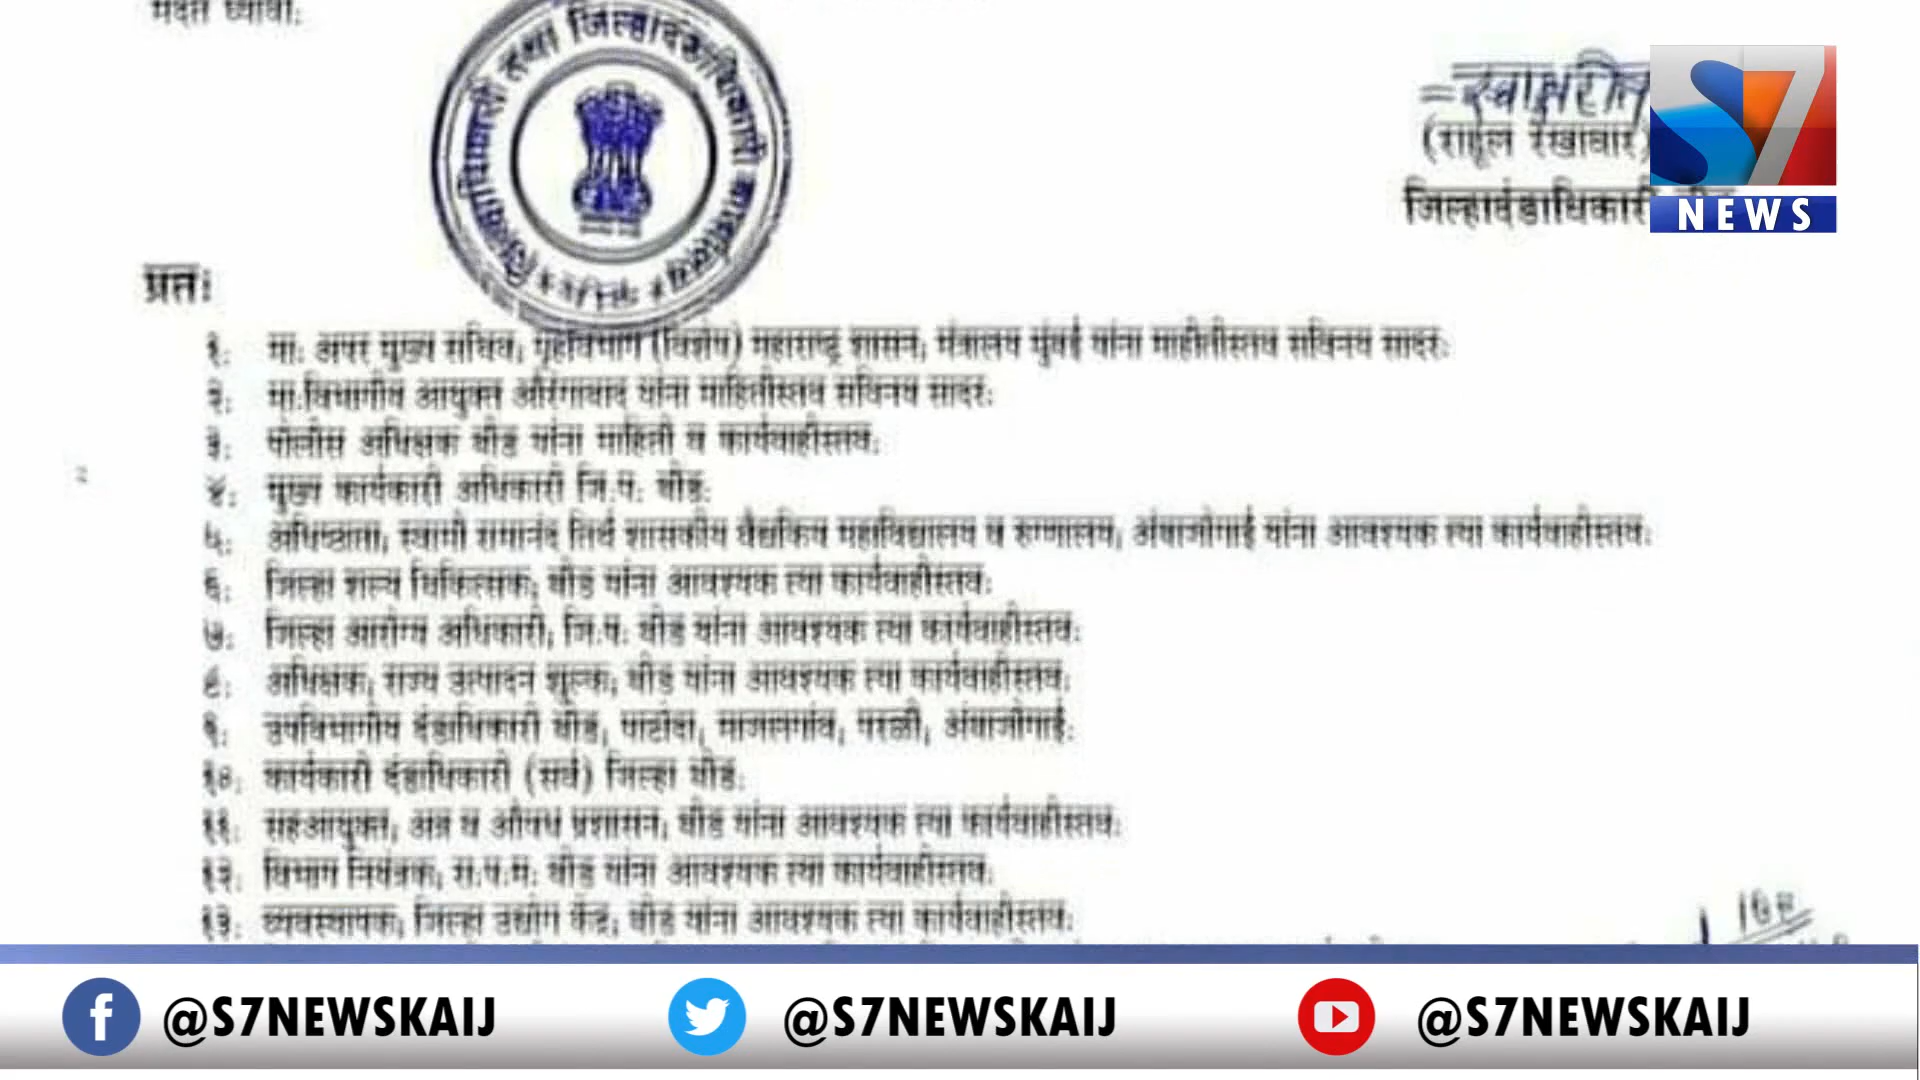 मदत घ्यावी.
जिल्हाधिकारी तथा जिल्हादंडाधिकारी कार्यालय
=स्वाक्षरीत
(राहूल रेखावार)
जिल्हादंडाधिकारी
S7
NEWS
प्रतः
१. मा. अपर मुख्य सचिव, गृहविभाग (विशेष) महाराष्ट्र शासन, मंत्रालय मुंबई यांना माहीतीस्तव सविनय सादर.
२. मा.विभागीय आयुक्त औरंगाबाद यांना माहितीस्तव सविनय सादर.
३. पोलीस अधिक्षक बीड यांना माहिती व कार्यवाहीस्तव.
४. मुख्य कार्यकारी अधिकारी जि.प. बीड.
५. अधिष्ठाता, स्वामी रामानंद तिर्थ शासकीय वैद्यकिय महाविद्यालय व रुग्णालय, अंबाजोगाई यांना आवश्यक त्या कार्यवाहीस्तव.
६. जिल्हा शल्य चिकित्सक, बीड यांना आवश्यक त्या कार्यवाहीस्तव.
७. जिल्हा आरोग्य अधिकारी, जि.प. बीड यांना आवश्यक त्या कार्यवाहीस्तव.
८. अधिक्षक, राज्य उत्पादन शूल्क, बीड यांना आवश्यक त्या कार्यवाहीस्तव.
९. उपविभागीय दंडाधिकारी बीड, पाटोदा, माजलगांव, परळी, अंबाजोगाई.
१०. कार्यकारी दंडाधिकारी (सर्व) जिल्हा बीड.
११. सहआयुक्त, अन्न व औषध प्रशासन, बीड यांना आवश्यक त्या कार्यवाहीस्तव.
१२. विभाग नियंत्रक, रा.प.म. बीड यांना आवश्यक त्या कार्यवाहीस्तव.
१३. व्यवस्थापक, जिल्हा उद्योग केंद्र, बीड यांना आवश्यक त्या कार्यवाहीस्तव.
@S7NEWSKAIJ @S7NEWSKAIJ @S7NEWSKAIJ